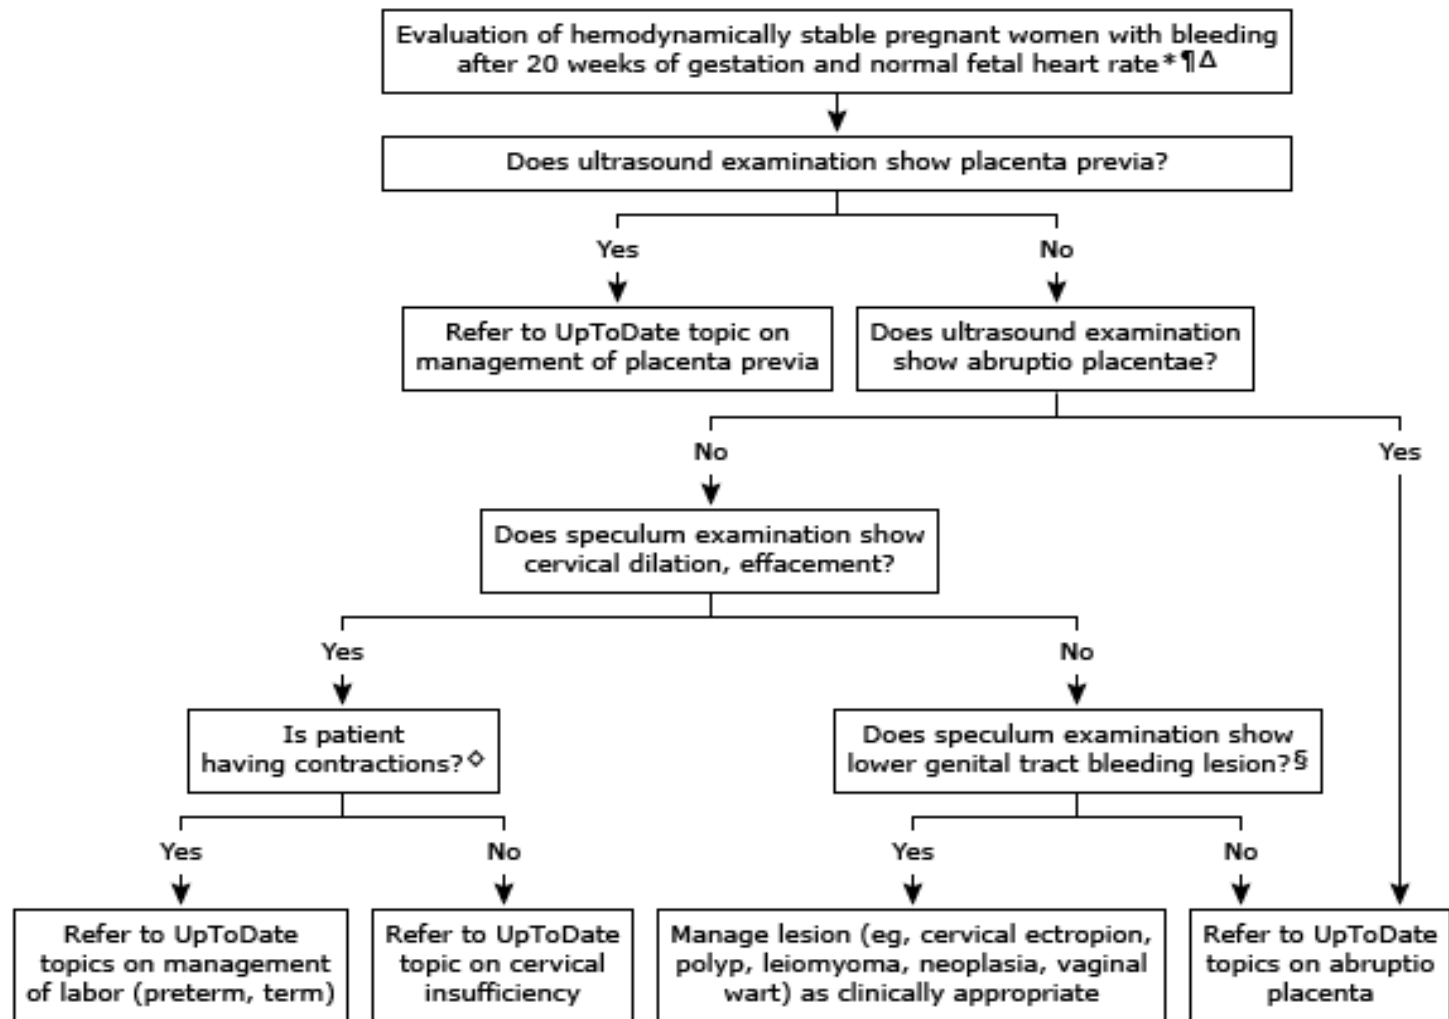 Evaluation of hemodynamically stable pregnant women with bleeding
after 20 weeks of gestation and normal fetal heart rate*¶Δ
Does ultrasound examination show placenta previa?
Yes
No
Refer to UpToDate topic on
management of placenta previa
Does ultrasound examination
show abruptio placentae?
No
Yes
Does speculum examination show
cervical dilation, effacement?
Yes
No
Is patient
having contractions?◇
Does speculum examination show
lower genital tract bleeding lesion?§
Yes
No
Yes
No
Refer to UpToDate
topics on management
of labor (preterm, term)
Refer to UpToDate
topic on cervical
insufficiency
Manage lesion (eg, cervical ectropion,
polyp, leiomyoma, neoplasia, vaginal
wart) as clinically appropriate
Refer to UpToDate
topics on abruptio
placenta